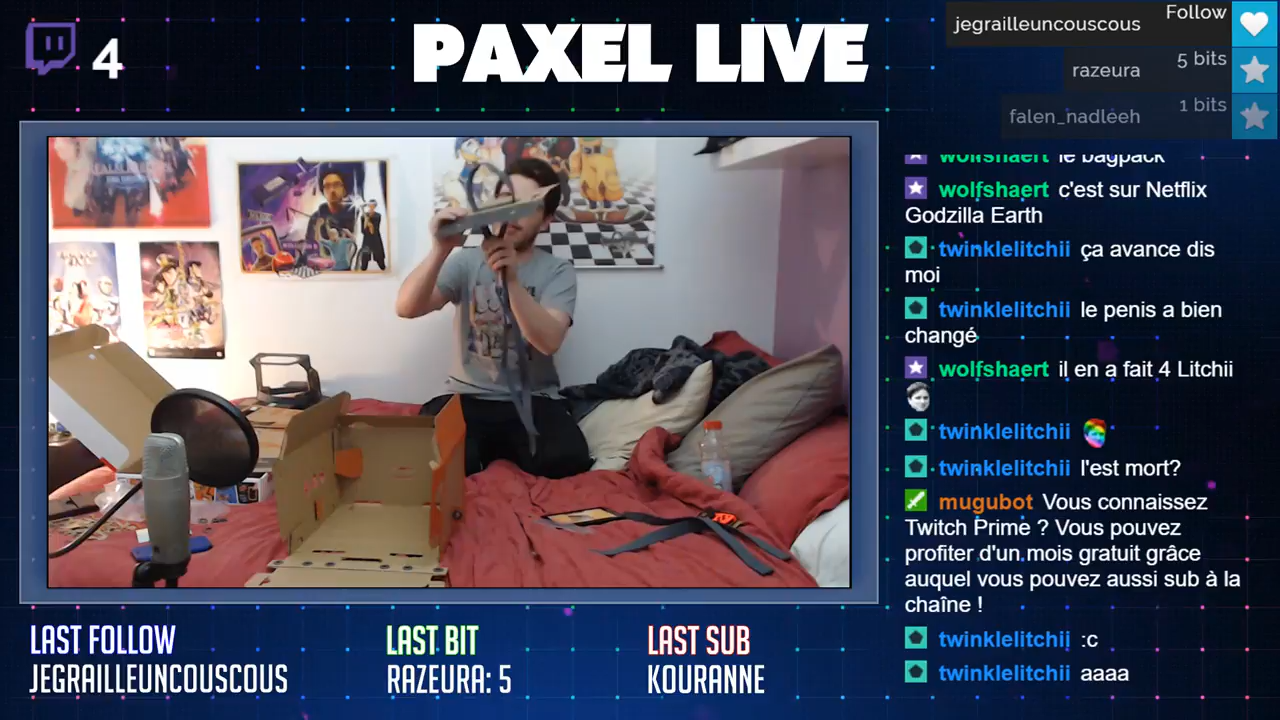 4
PAXEL LIVE
jegrailleuncouscous Follow
razeura 5 bits
falen_nadleeh 1 bits
wolfshaert le bagpack
wolfshaert c'est sur Netflix
Godzilla Earth
twinklelitchii ça avance dis
moi
twinklelitchii le penis a bien
changé
wolfshaert il en a fait 4 Litchii
twinklelitchii
twinklelitchii l'est mort?
mugubot Vous connaissez
Twitch Prime ? Vous pouvez
profiter d'un mois gratuit grâce
auquel vous pouvez aussi sub à la
chaîne !
twinklelitchii :c
twinklelitchii aaaa
LAST FOLLOW
JEGRAILLEUNCOUSCOUS
LAST BIT
RAZEURA: 5
LAST SUB
KOURANNE